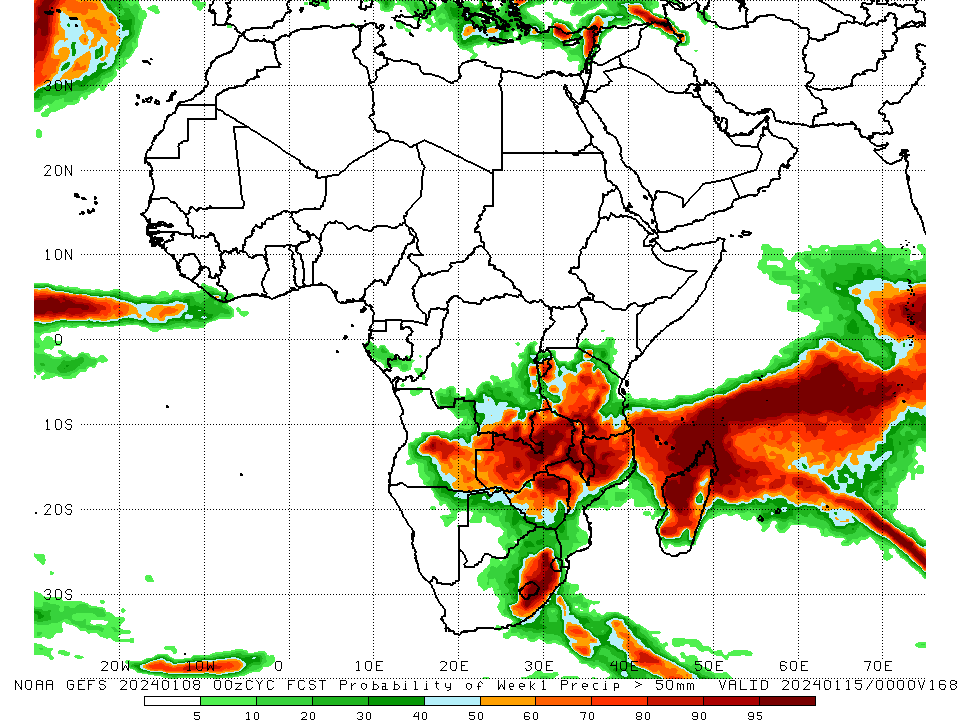 30N
20N
10N
0
10S
20S
30S
20W 10W 0 10E 20E 30E 40E 50E 60E 70E
NOAA GEFS 20240108 00zCYC FCST Probability of Week1 Precip > 50mm VALID 20240115/0000V168
5 10 20 30 40 50 60 70 80 90 95